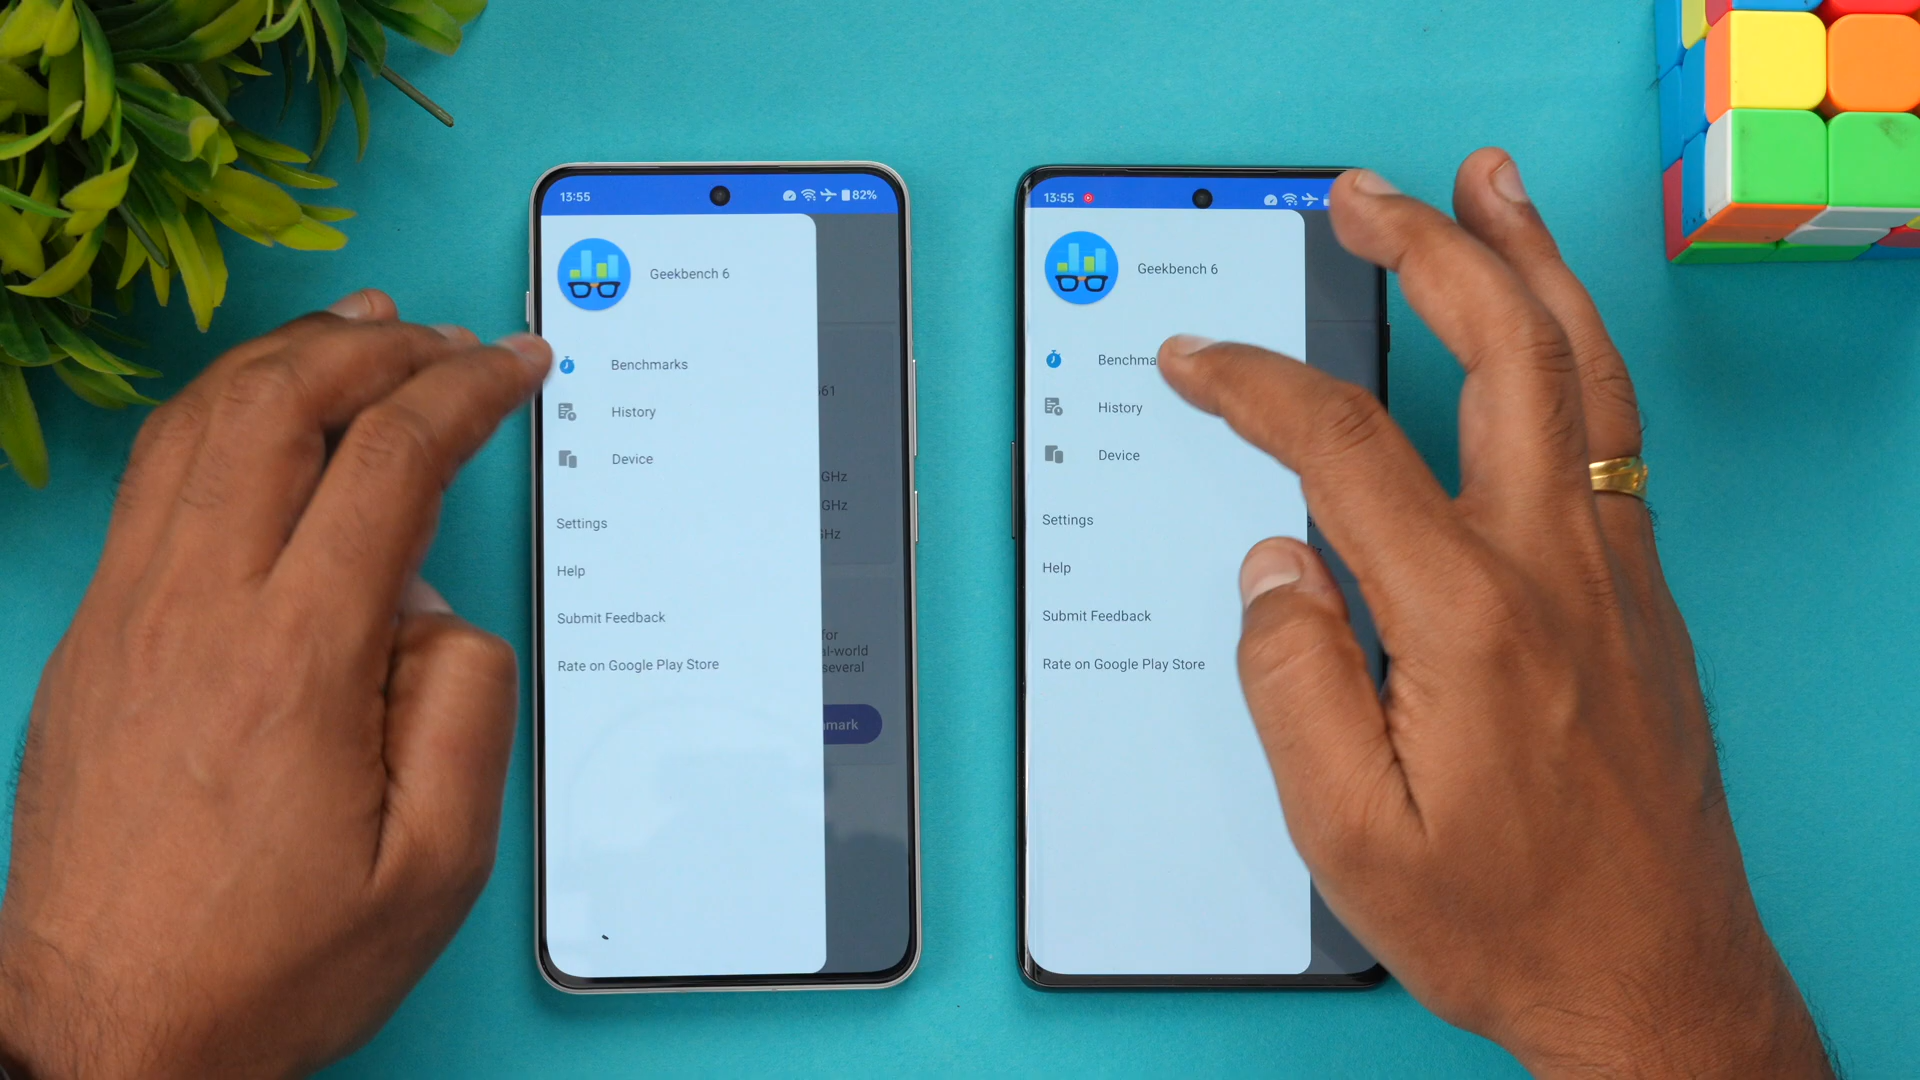 13:55
82%
Geekbench 6
Benchmarks
61
History
Device
GHz
GHz
GHz
Settings
Help
Submit Feedback
for
al-world
several
Rate on Google Play Store
mark
13:55
Geekbench 6
Benchma
History
Device
Settings
Help
Submit Feedback
Rate on Google Play Store